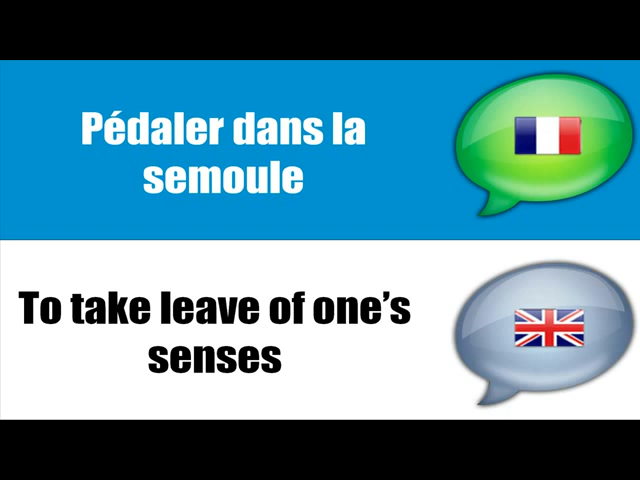 Pédaler dans la
semoule
To take leave of one's
senses